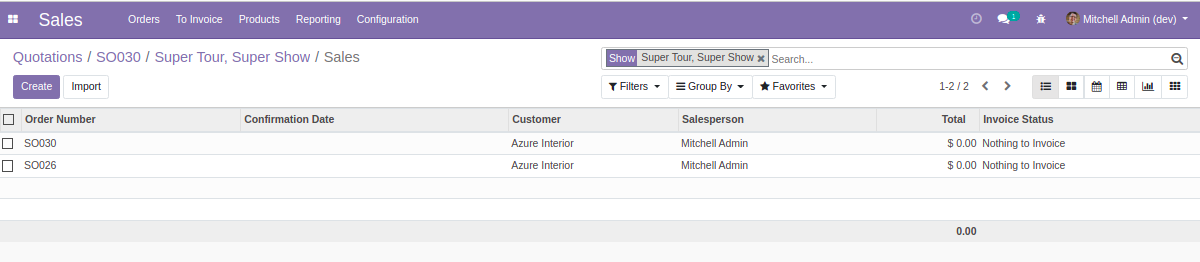 Sales Orders To Invoice Products Reporting Configuration 1 Mitchell Admin (dev)
Quotations / SO030 / Super Tour, Super Show / Sales
Show Super Tour, Super Show Search...
Create Import Filters Group By Favorites 1-2 / 2
Order Number Confirmation Date Customer Salesperson Total Invoice Status
SO030 Azure Interior Mitchell Admin $ 0.00 Nothing to Invoice
SO026 Azure Interior Mitchell Admin $ 0.00 Nothing to Invoice
0.00